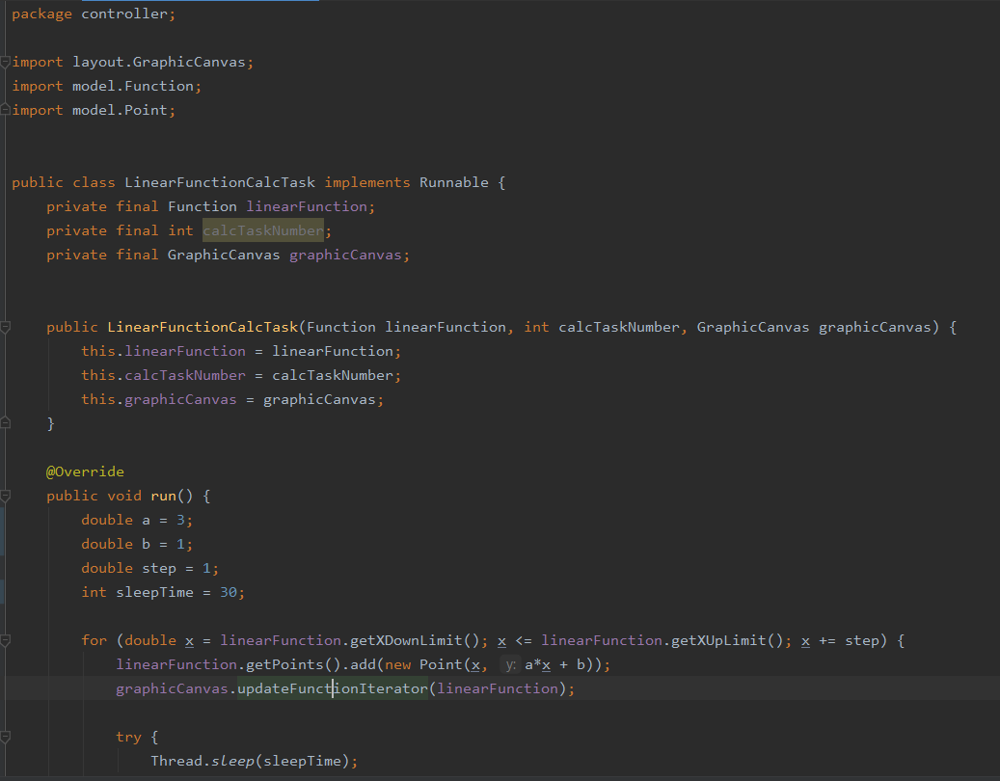 package controller;
import layout.GraphicCanvas;
import model.Function;
import model.Point;
public class LinearFunctionCalcTask implements Runnable {
private final Function linearFunction;
private final int calcTaskNumber;
private final GraphicCanvas graphicCanvas;
public LinearFunctionCalcTask(Function linearFunction, int calcTaskNumber, GraphicCanvas graphicCanvas) {
this.linearFunction = linearFunction;
this.calcTaskNumber = calcTaskNumber;
this.graphicCanvas = graphicCanvas;
}
@Override
public void run() {
double a = 3;
double b = 1;
double step = 1;
int sleepTime = 30;
for (double x = linearFunction.getXDownLimit(); x <= linearFunction.getXUpLimit(); x += step) {
linearFunction.getPoints().add(new Point(x, y: a*x + b));
graphicCanvas.updateFunctionIterator(linearFunction);
try {
Thread.sleep(sleepTime);